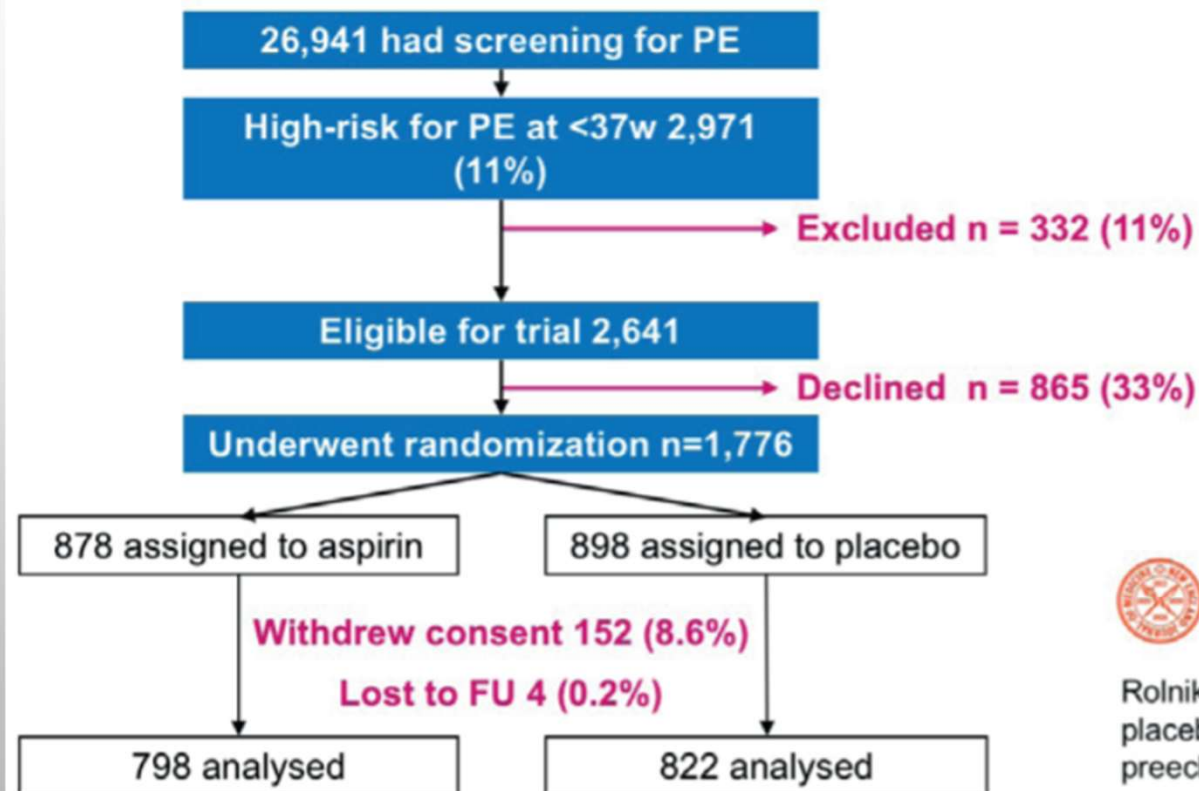 26,941 had screening for PE
High-risk for PE at <37w 2,971
(11%)
Excluded n = 332 (11%)
Eligible for trial 2,641
Declined n = 865 (33%)
Underwent randomization n=1,776
878 assigned to aspirin
898 assigned to placebo
Withdrew consent 152 (8.6%)
Lost to FU 4 (0.2%)
798 analysed
822 analysed
Rolnik